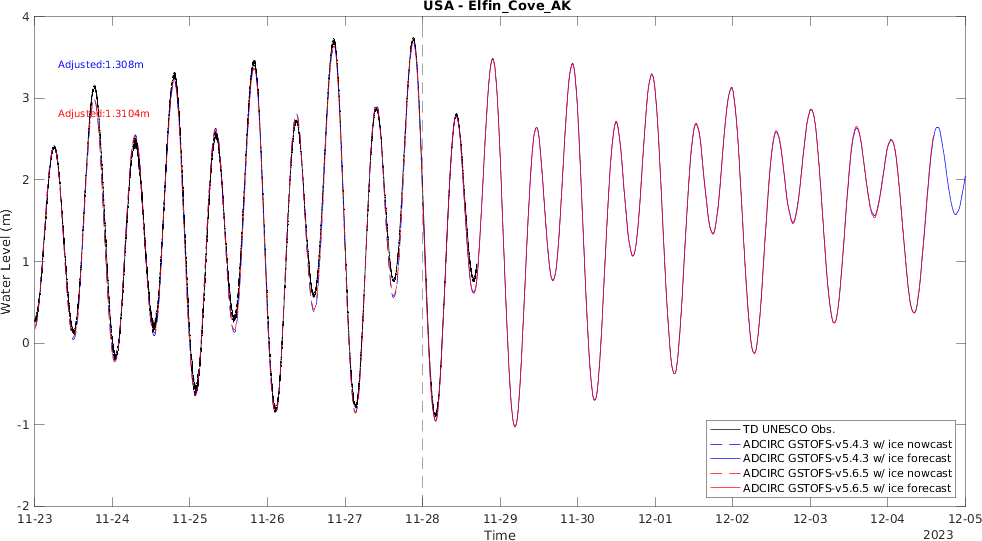 USA - Elfin_Cove_AK
4
3
2
1
0
-1
-2
Water Level (m)
Adjusted:1.308m
Adjusted:1.3104m
TD UNESCO Obs.
ADCIRC GSTOFS-v5.4.3 w/ ice nowcast
ADCIRC GSTOFS-v5.4.3 w/ ice forecast
ADCIRC GSTOFS-v5.6.5 w/ ice nowcast
ADCIRC GSTOFS-v5.6.5 w/ ice forecast
11-23 11-24 11-25 11-26 11-27 11-28 11-29 11-30 12-01 12-02 12-03 12-04 12-05
Time
2023